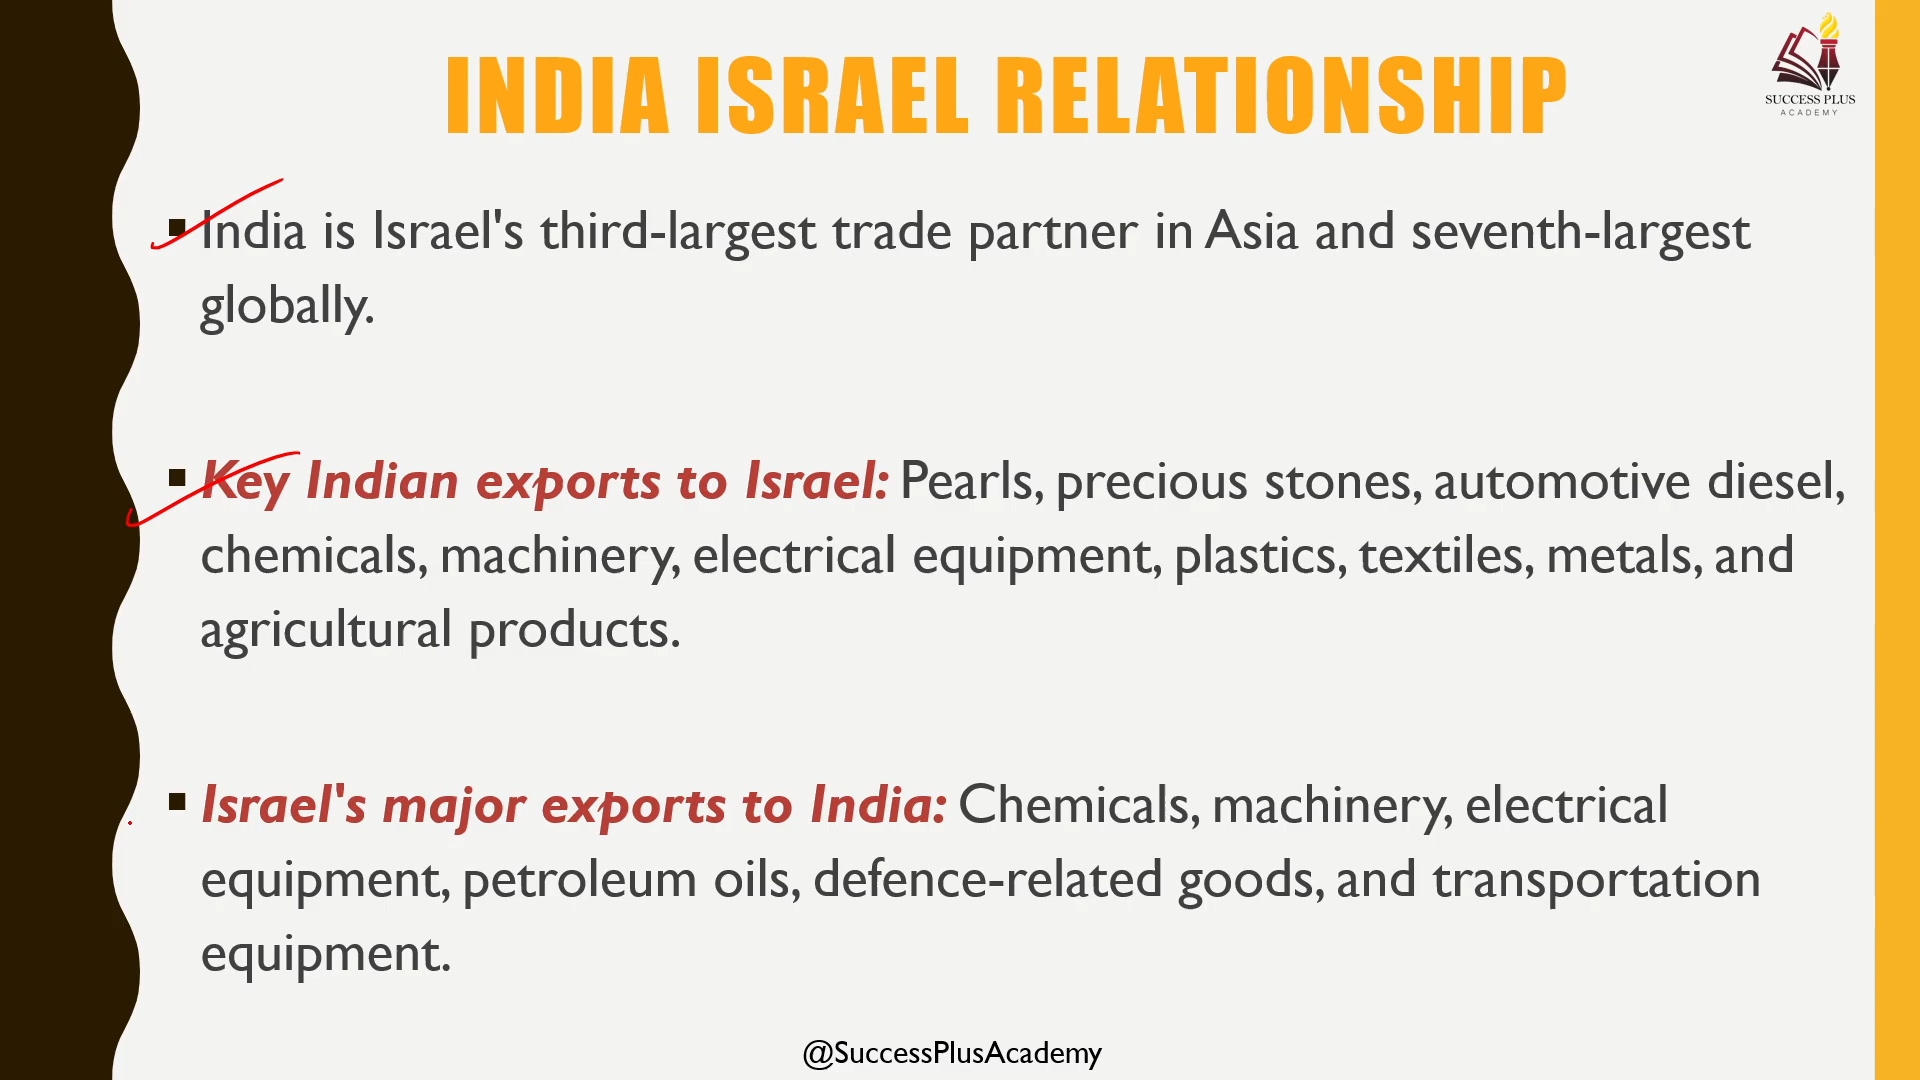 INDIA ISRAEL RELATIONSHIP
SUCCESS PLUS
ACADEMY
▪ India is Israel's third-largest trade partner in Asia and seventh-largest
globally.
▪ Key Indian exports to Israel: Pearls, precious stones, automotive diesel,
chemicals, machinery, electrical equipment, plastics, textiles, metals, and
agricultural products.
▪ Israel's major exports to India: Chemicals, machinery, electrical
equipment, petroleum oils, defence-related goods, and transportation
equipment.
@SuccessPlusAcademy